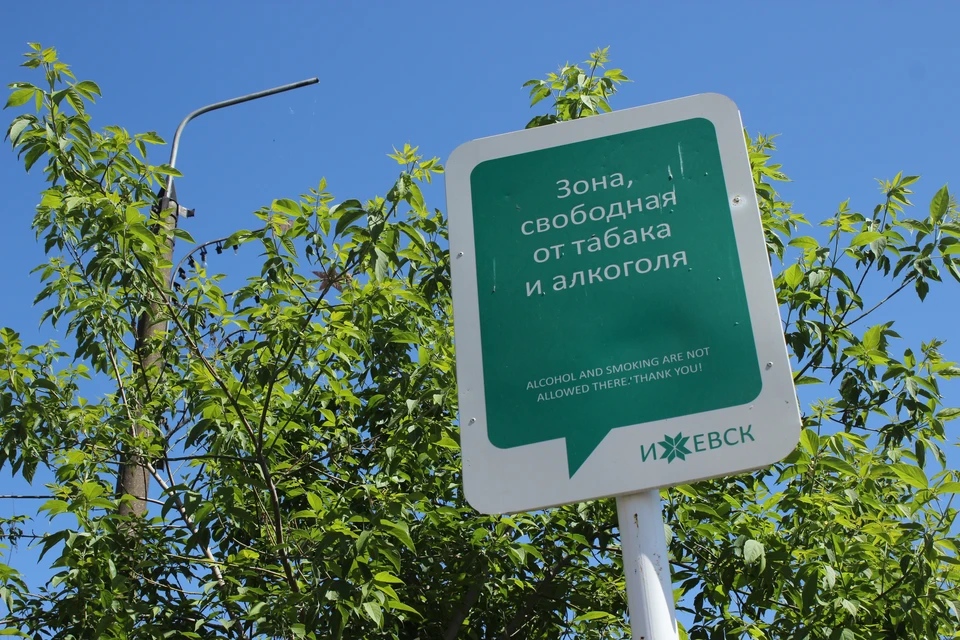 Зона,
свободная
от табака
и алкоголя
ALCOHOL AND SMOKING ARE NOT
ALLOWED THERE. THANK YOU!
ИЖЕВСК